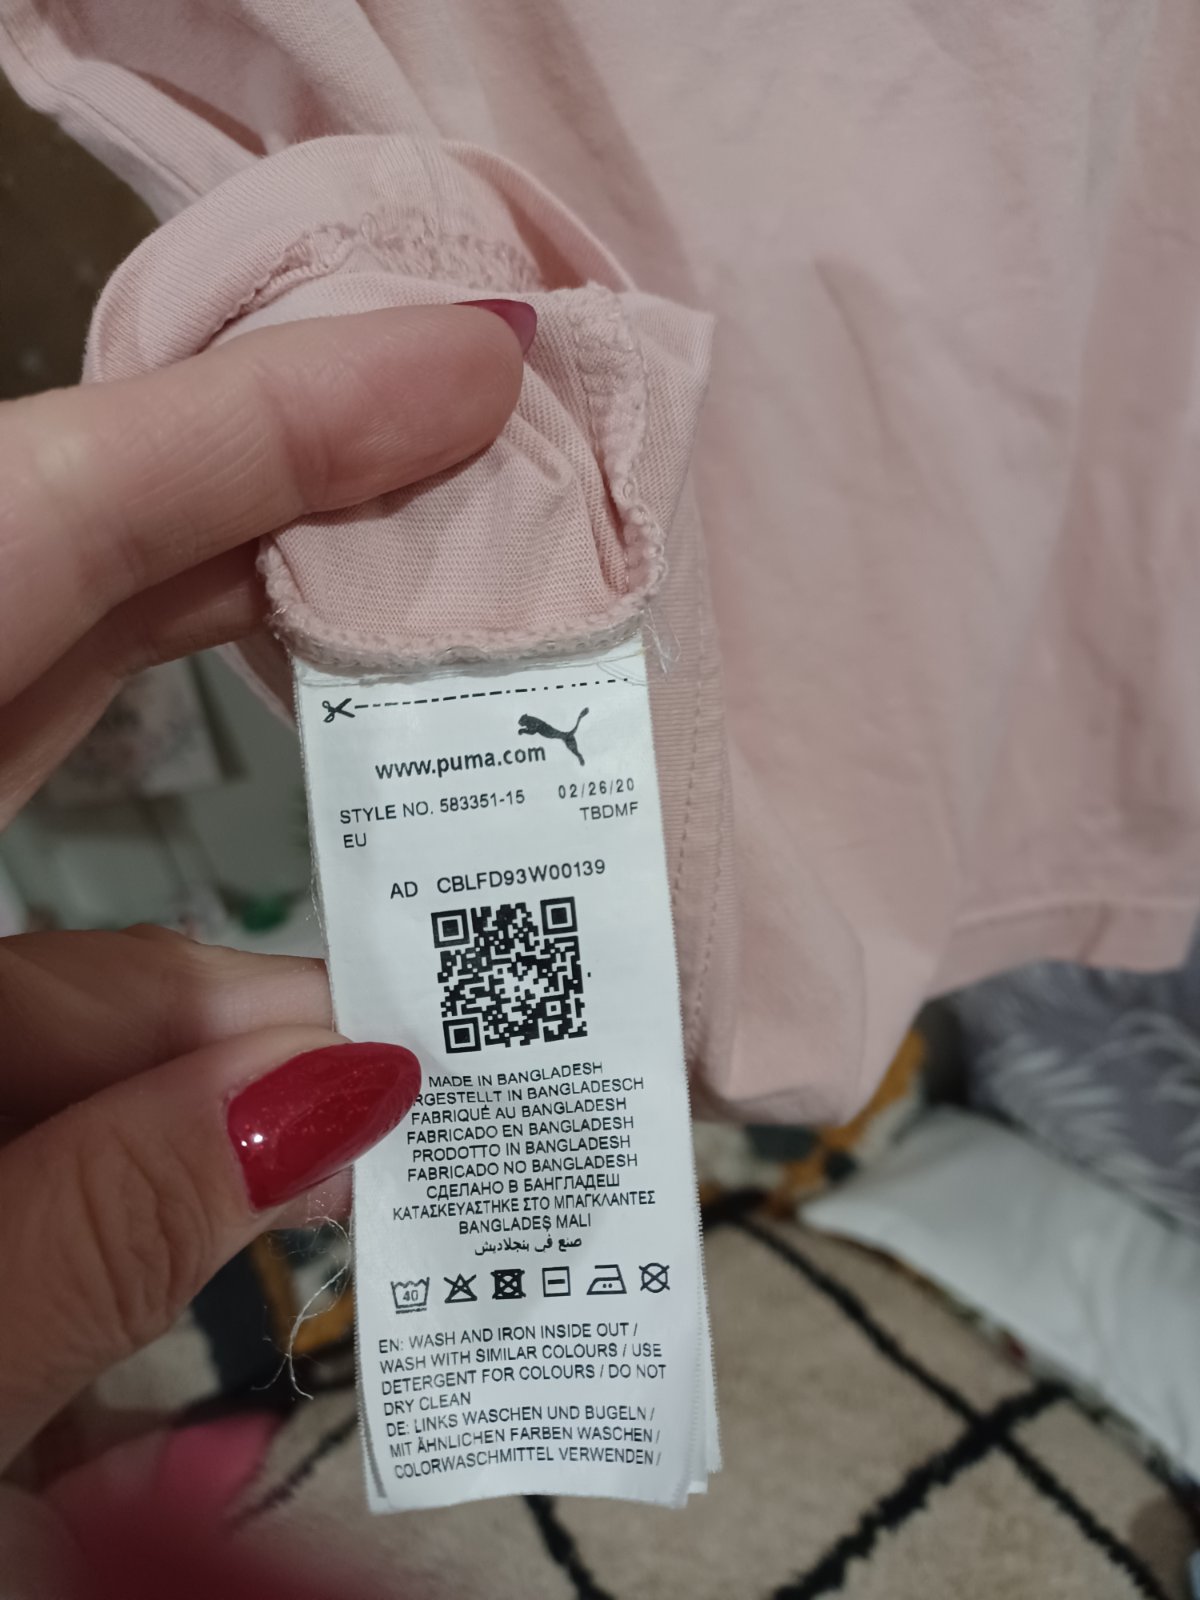 www.puma.com
STYLE NO. 583351-15 02/26/20
EU TBDMF
AD CBLFD93W00139
MADE IN BANGLADESH
RGESTELLT IN BANGLADESCH
FABRIQUÉ AU BANGLADESH
FABRICADO EN BANGLADESH
PRODOTTO IN BANGLADESH
FABRICADO NO BANGLADESH
СДЕЛАНО В БАНГЛАДЕШ
ΚΑΤΑΣΚΕΥΑΣΤΗΚΕ ΣΤΟ ΜΠΑΓΚΛΑΝΤΕΣ
BANGLADEŞ MALI
صنع في بنجلاديش
40
EN: WASH AND IRON INSIDE OUT /
WASH WITH SIMILAR COLOURS / USE
DETERGENT FOR COLOURS / DO NOT
DRY CLEAN
DE: LINKS WASCHEN UND BUGELN /
MIT ÄHNLICHEN FARBEN WASCHEN /
COLORWASCHMITTEL VERWENDEN /